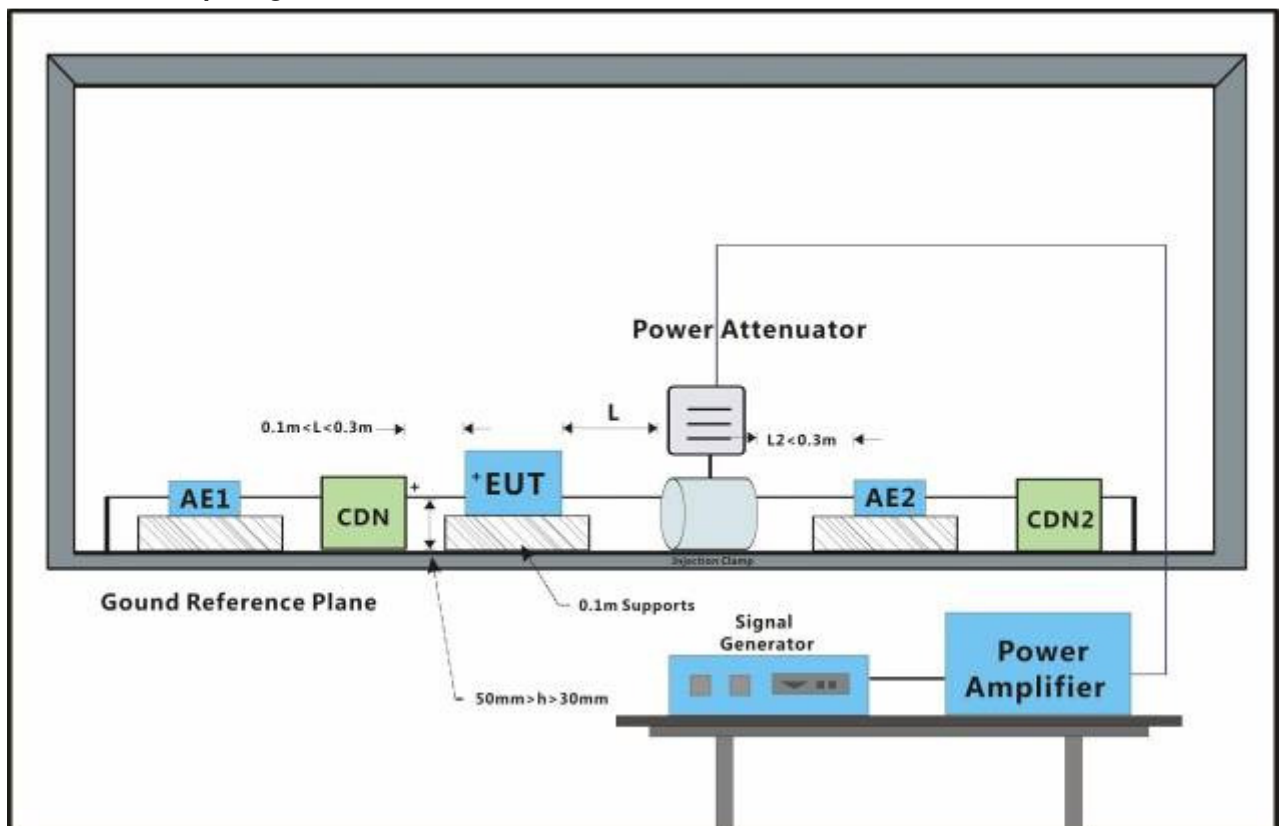 Power Attenuator
L
0.1m<L<0.3m
L2<0.3m
+
+EUT
AE1
CDN
AE2
CDN2
Injection Clamp
Gound Reference Plane
0.1m Supports
Signal
Generator
Power
Amplifier
50mm>h>30mm